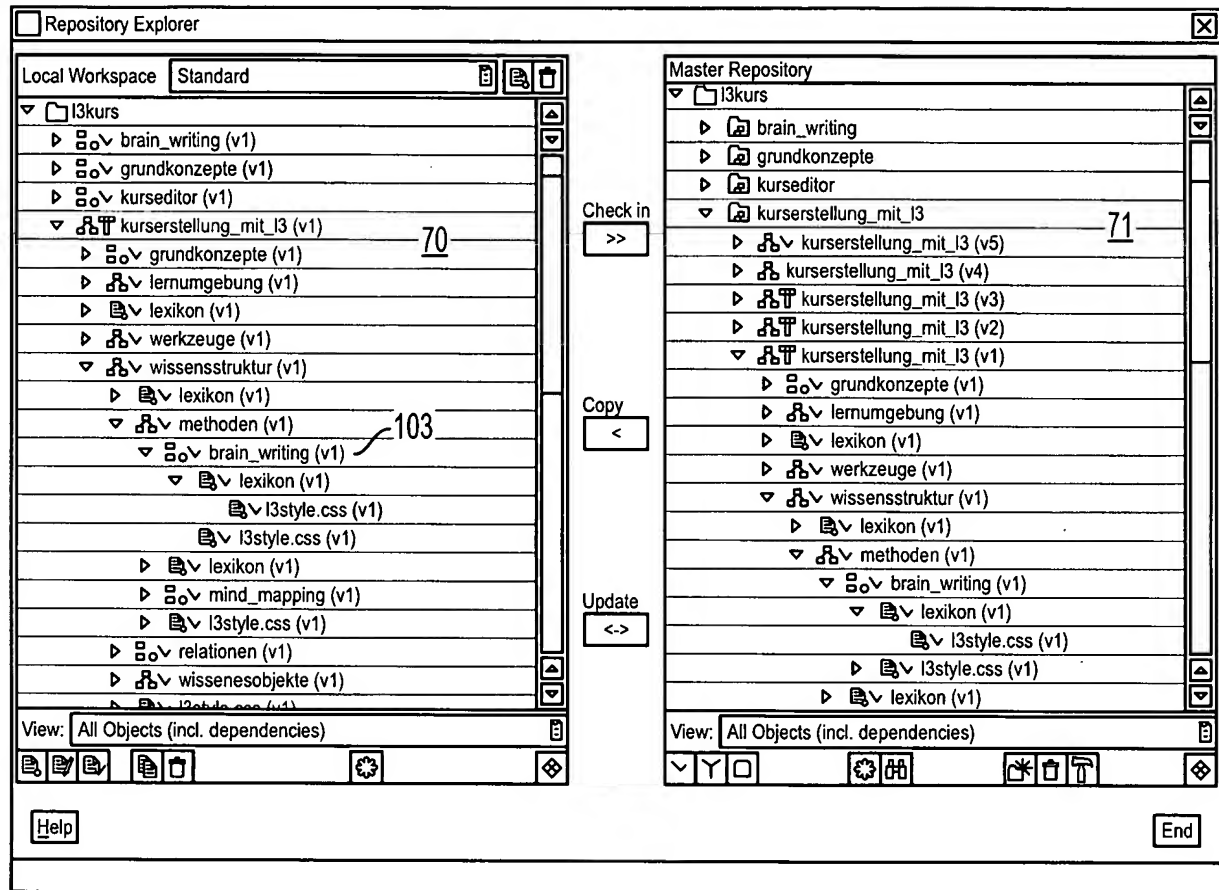 Repository Explorer
Local Workspace Standard
l3kurs
brain_writing (v1)
grundkonzepte (v1)
kurseditor (v1)
kurserstellung_mit_l3 (v1)
70
grundkonzepte (v1)
lernumgebung (v1)
lexikon (v1)
werkzeuge (v1)
wissensstruktur (v1)
lexikon (v1)
methoden (v1)
103
brain_writing (v1)
lexikon (v1)
l3style.css (v1)
l3style.css (v1)
lexikon (v1)
mind_mapping (v1)
l3style.css (v1)
relationen (v1)
wissenesobjekte (v1)
l3style.css (v1)
View: All Objects (incl. dependencies)
Check in
>>
Copy
<
Update
<->
Master Repository
l3kurs
brain_writing
grundkonzepte
kurseditor
kurserstellung_mit_l3
71
kurserstellung_mit_l3 (v5)
kurserstellung_mit_l3 (v4)
kurserstellung_mit_l3 (v3)
kurserstellung_mit_l3 (v2)
kurserstellung_mit_l3 (v1)
grundkonzepte (v1)
lernumgebung (v1)
lexikon (v1)
werkzeuge (v1)
wissensstruktur (v1)
lexikon (v1)
methoden (v1)
brain_writing (v1)
lexikon (v1)
l3style.css (v1)
l3style.css (v1)
lexikon (v1)
View: All Objects (incl. dependencies)
Help
End